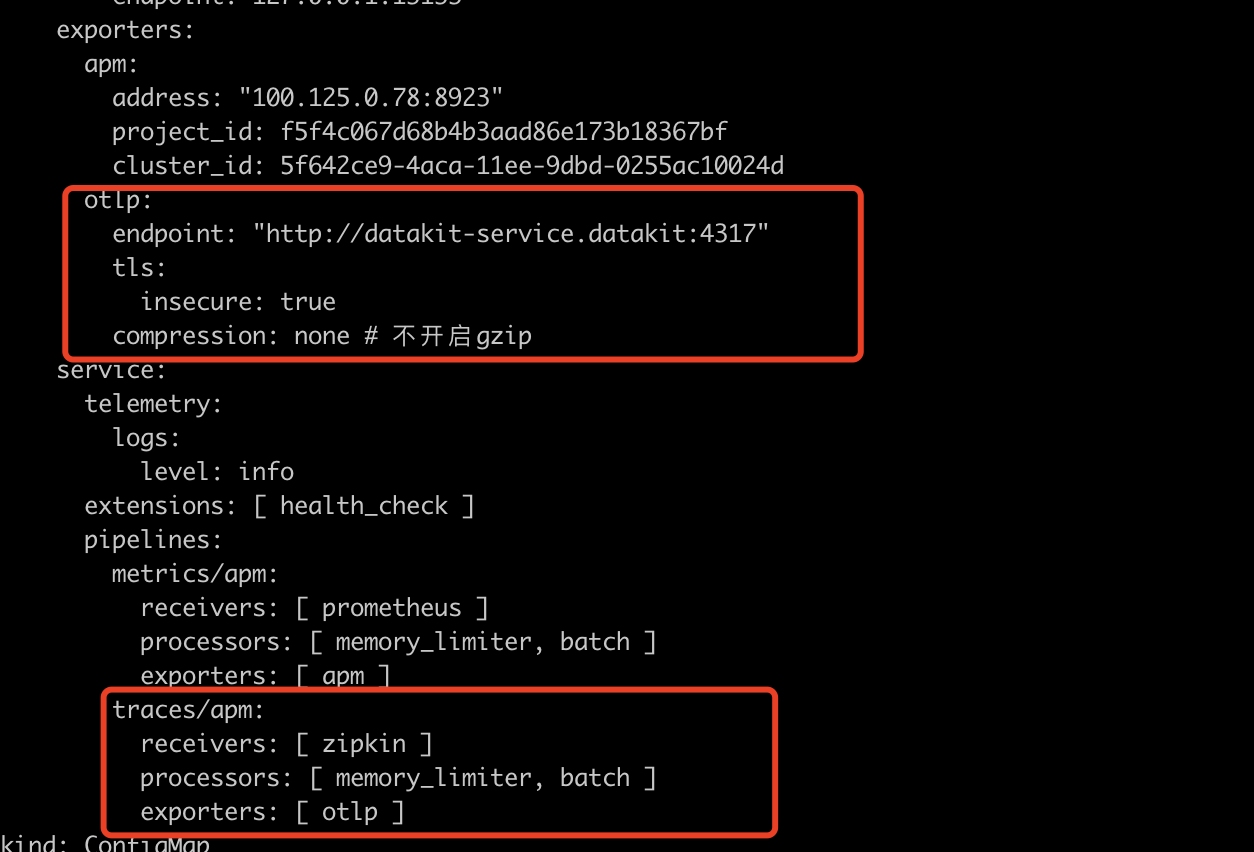 endpoint: 127.0.0.1:13133
exporters:
apm:
address: "100.125.0.78:8923"
project_id: f5f4c067d68b4b3aad86e173b18367bf
cluster_id: 5f642ce9-4aca-11ee-9dbd-0255ac10024d
otlp:
endpoint: "http://datakit-service.datakit:4317"
tls:
insecure: true
compression: none # 不开启gzip
service:
telemetry:
logs:
level: info
extensions: [ health_check ]
pipelines:
metrics/apm:
receivers: [ prometheus ]
processors: [ memory_limiter, batch ]
exporters: [ apm ]
traces/apm:
receivers: [ zipkin ]
processors: [ memory_limiter, batch ]
exporters: [ otlp ]
kind: ConfigMap